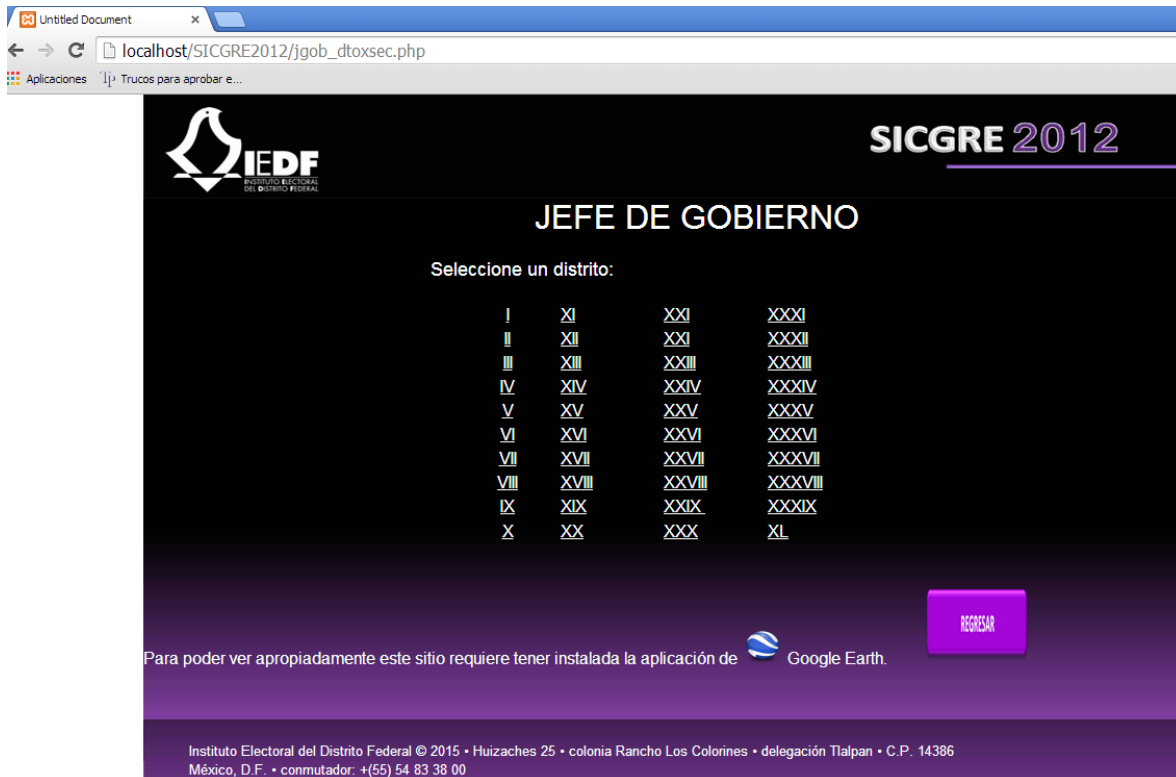 Untitled Document
localhost/SICGRE2012/jgob_dtoxsec.php
Aplicaciones Trucos para aprobar e...
IEDF
INSTITUTO ELECTORAL
DEL DISTRITO FEDERAL
SICGRE 2012
JEFE DE GOBIERNO
Seleccione un distrito:
I XI XXI XXXI
II XII XXI XXXII
III XIII XXIII XXXIII
IV XIV XXIV XXXIV
V XV XXV XXXV
VI XVI XXVI XXXVI
VII XVII XXVII XXXVII
VIII XVIII XXVIII XXXVIII
IX XIX XXIX XXXIX
X XX XXX XL
REGRESAR
Para poder ver apropiadamente este sitio requiere tener instalada la aplicación de Google Earth.
Instituto Electoral del Distrito Federal © 2015 • Huizaches 25 • colonia Rancho Los Colorines • delegación Tlalpan • C.P. 14386
México, D.F. • conmutador: +(55) 54 83 38 00